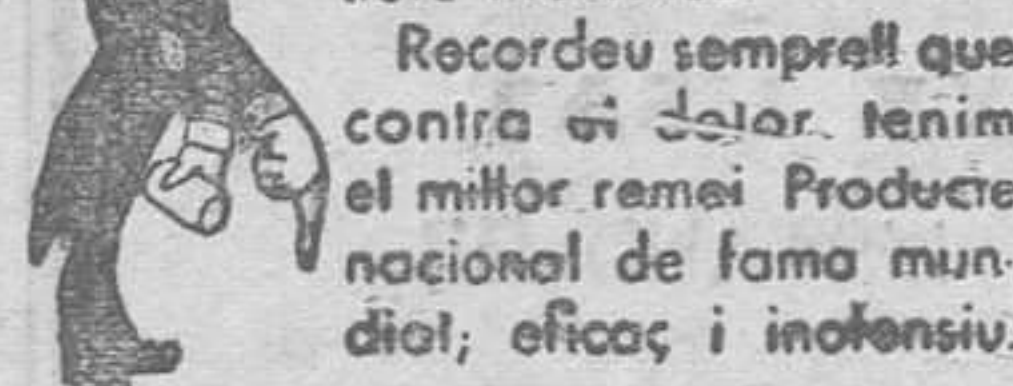 Recordeu sempre!! que
contra el dolor tenim
el millor remei Producte
nacional de fama mun-
dial; eficaç i inofensiu.